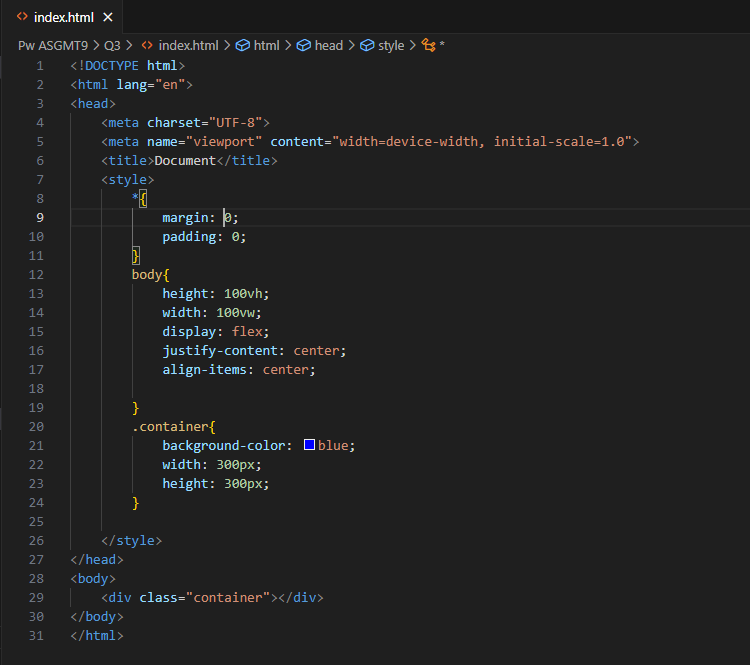 index.html
Pw ASGMT9 > Q3 > index.html > html > head > style > *
1 <!DOCTYPE html>
2 <html lang="en">
3 <head>
4     <meta charset="UTF-8">
5     <meta name="viewport" content="width=device-width, initial-scale=1.0">
6     <title>Document</title>
7     <style>
8         *{
9             margin: 0;
10             padding: 0;
11         }
12         body{
13             height: 100vh;
14             width: 100vw;
15             display: flex;
16             justify-content: center;
17             align-items: center;
18
19         }
20         .container{
21             background-color: blue;
22             width: 300px;
23             height: 300px;
24         }
25
26     </style>
27 </head>
28 <body>
29     <div class="container"></div>
30 </body>
31 </html>